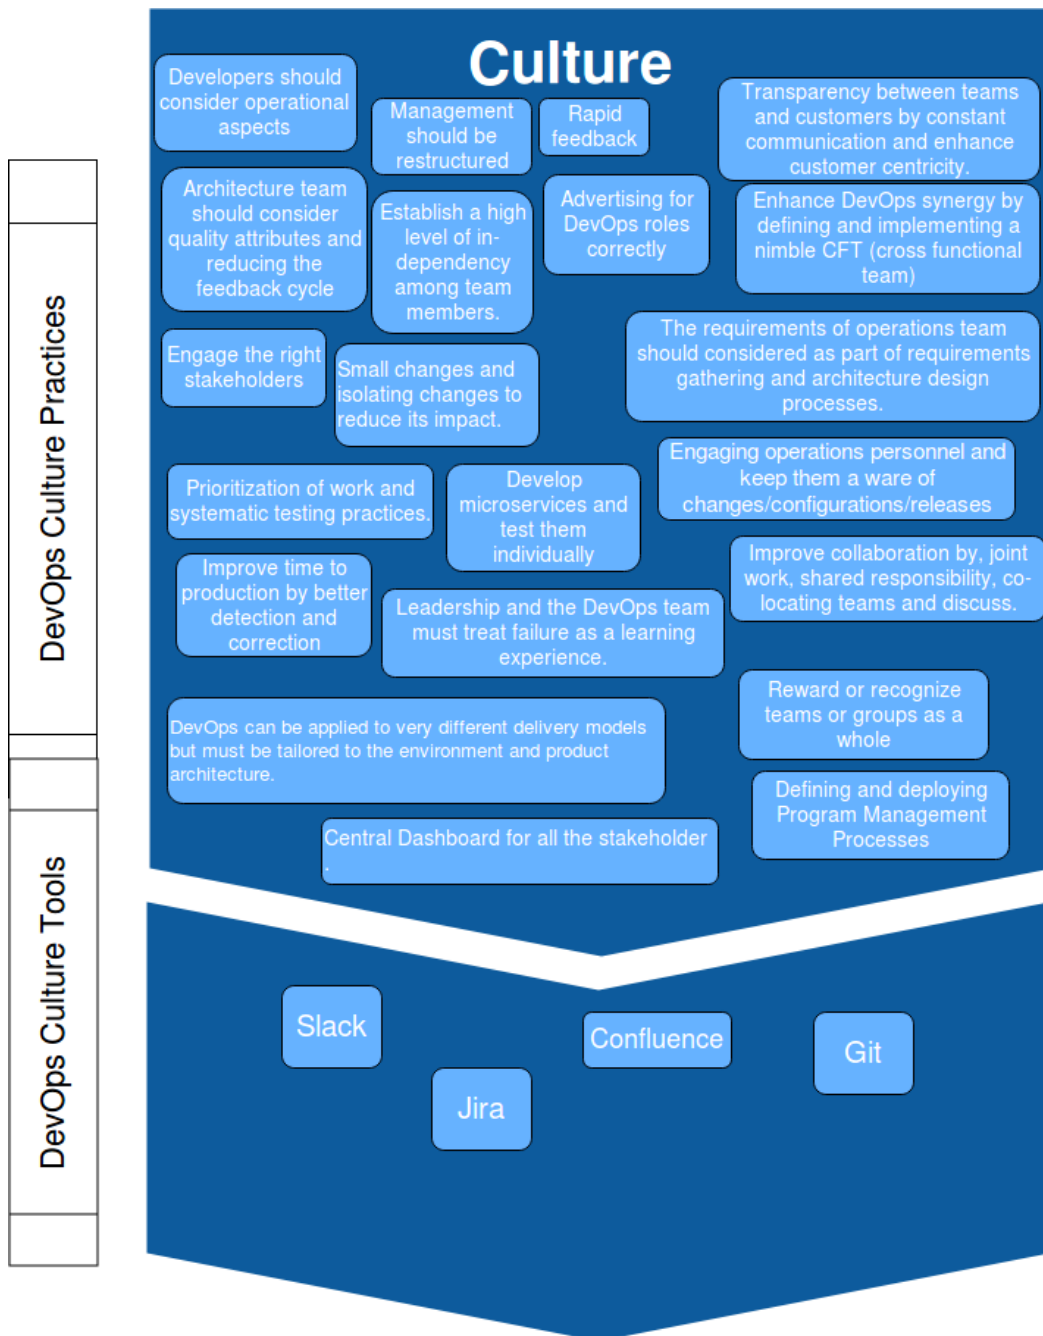 Culture
Developers should
consider operational
aspects
Management
should be
restructured
Rapid
feedback
Transparency between teams
and customers by constant
communication and enhance
customer centricity.
Architecture team
should consider
quality attributes and
reducing the
feedback cycle
Establish a high
level of in-
dependency
among team
members.
Advertising for
DevOps roles
correctly
Enhance DevOps synergy by
defining and implementing a
nimble CFT (cross functional
team)
Engage the right
stakeholders
Small changes and
isolating changes to
reduce its impact.
The requirements of operations team
should considered as part of requirements
gathering and architecture design
processes.
Prioritization of work and
systematic testing practices.
Develop
microservices and
test them
individually
Engaging operations personnel and
keep them a ware of
changes/configurations/releases
Improve time to
production by better
detection and
correction
Leadership and the DevOps team
must treat failure as a learning
experience.
Improve collaboration by, joint
work, shared responsibility, co-
locating teams and discuss.
DevOps can be applied to very different delivery models
but must be tailored to the environment and product
architecture.
Reward or recognize
teams or groups as a
whole
Central Dashboard for all the stakeholder
.
Defining and deploying
Program Management
Processes
DevOps Culture Practices
Slack
Jira
Confluence
Git
DevOps Culture Tools